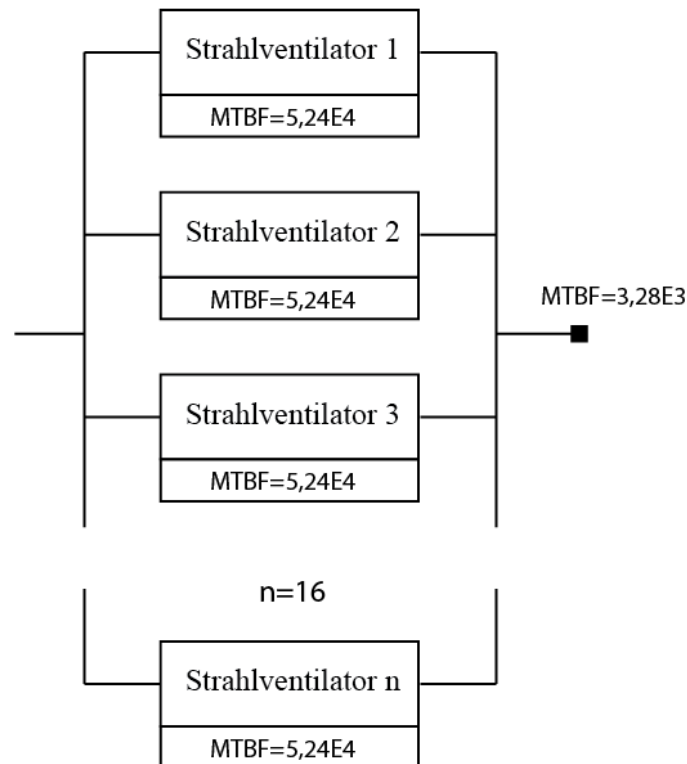 Strahlventilator 1
MTBF=5,24E4
Strahlventilator 2
MTBF=5,24E4
MTBF=3,28E3
Strahlventilator 3
MTBF=5,24E4
n=16
Strahlventilator n
MTBF=5,24E4